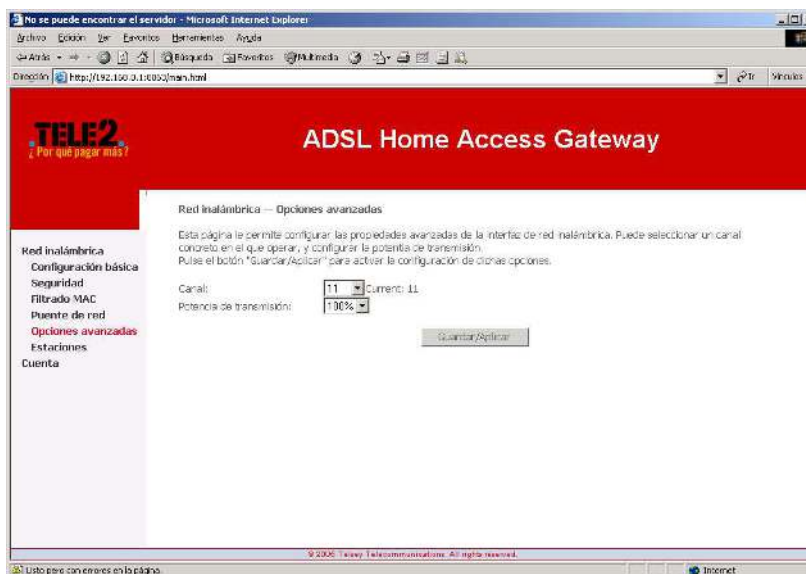 No se puede encontrar el servidor - Microsoft Internet Explorer
Archivo Edición Ver Favoritos Herramientas Ayuda
Atrás Búsqueda Favoritos Multimedia
Dirección http://192.168.0.1:8063/main.html Ir Vínculos
TELE2
¿Por qué pagar más?
ADSL Home Access Gateway
Red inalámbrica
Configuración básica
Seguridad
Filtrado MAC
Puente de red
Opciones avanzadas
Estaciones
Cuenta
Red inalámbrica -- Opciones avanzadas
Esta página le permite configurar las propiedades avanzadas de la interfaz de red inalámbrica. Puede seleccionar un canal
concreto en el que operar, y configurar la potentia de transmisión.
Pulse el botón "Guardar/Aplicar" para activar la configuración de dichas opciones.
Canal: 11 Current: 11
Potencia de transmisión: 100%
Guardar/Aplicar
© 2006 Telsey Telecommunications. All rights reserved.
Listo pero con errores en la página. Internet